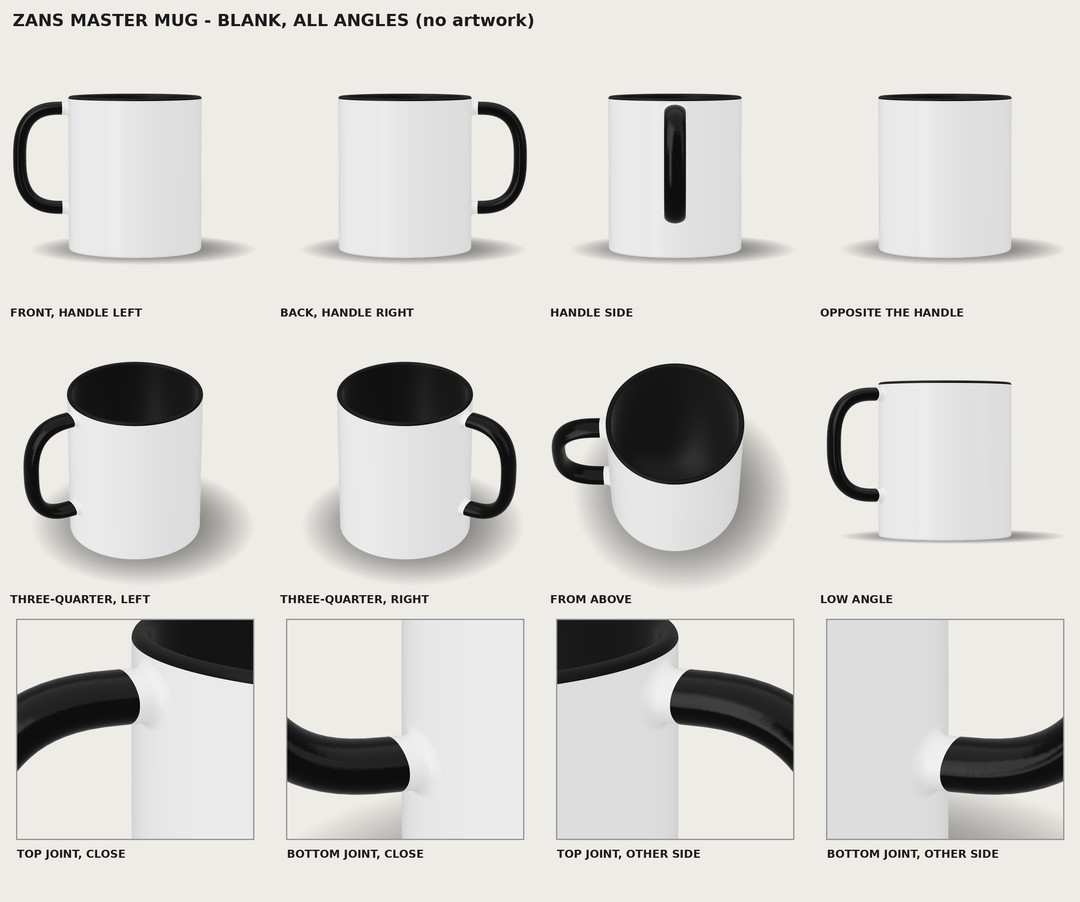 ZANS MASTER MUG - BLANK, ALL ANGLES (no artwork)
FRONT, HANDLE LEFT
BACK, HANDLE RIGHT
HANDLE SIDE
OPPOSITE THE HANDLE
THREE-QUARTER, LEFT
THREE-QUARTER, RIGHT
FROM ABOVE
LOW ANGLE
TOP JOINT, CLOSE
BOTTOM JOINT, CLOSE
TOP JOINT, OTHER SIDE
BOTTOM JOINT, OTHER SIDE